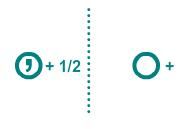 , + 1/2
+